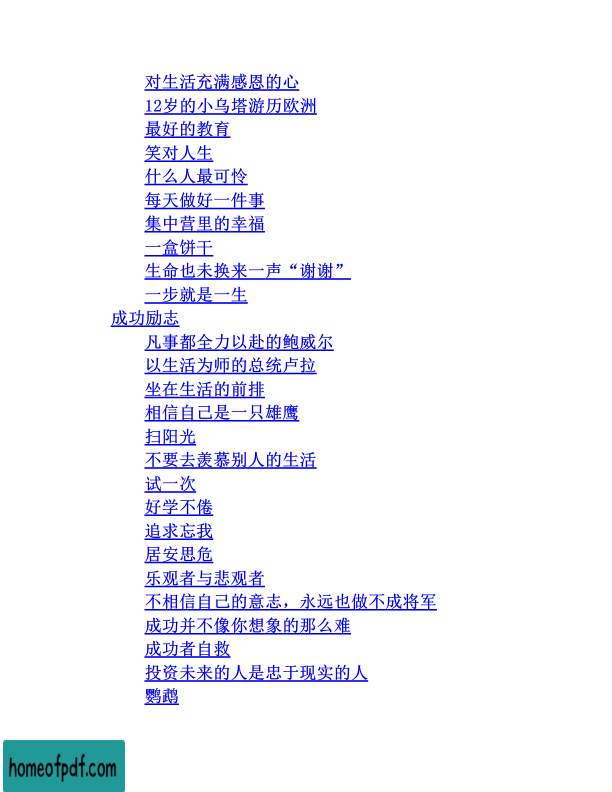 对生活充满感恩的心
12岁的小乌塔游历欧洲
最好的教育
笑对人生
什么人最可怜
每天做好一件事
集中营里的幸福
一盒饼干
生命也未换来一声“谢谢”
一步就是一生
成功励志
凡事都全力以赴的鲍威尔
以生活为师的总统卢拉
坐在生活的前排
相信自己是一只雄鹰
扫阳光
不要去羡慕别人的生活
试一次
好学不倦
追求忘我
居安思危
乐观者与悲观者
不相信自己的意志，永远也做不成将军
成功并不像你想象的那么难
成功者自救
投资未来的人是忠于现实的人
鹦鹉
homeofpdf.com